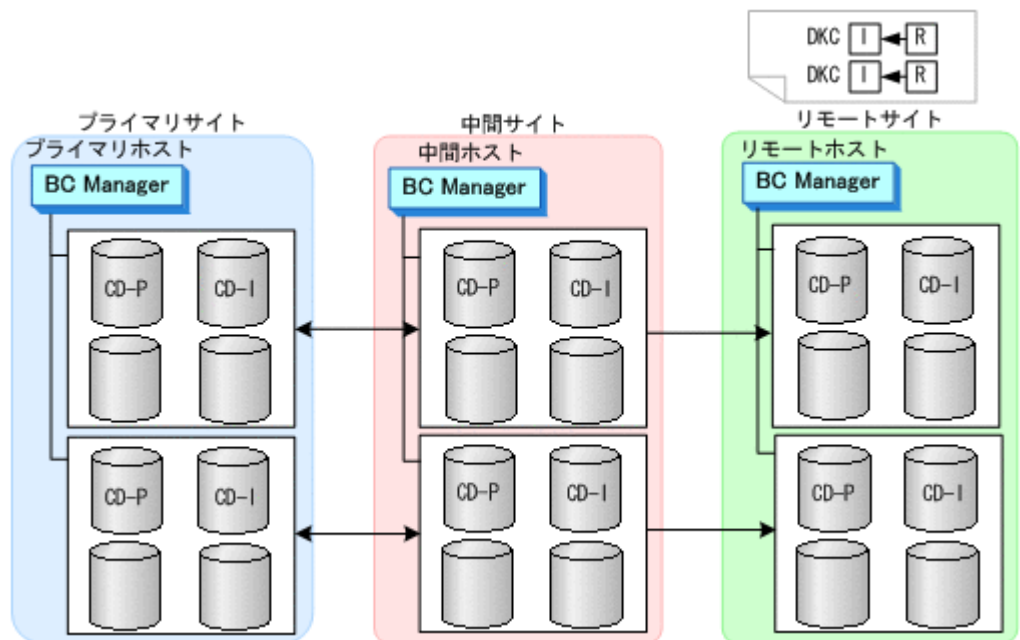 DKC I R
DKC I R
プライマリサイト
プライマリホスト
BC Manager
CD-P CD-I
CD-P CD-I
中間サイト
中間ホスト
BC Manager
CD-P CD-I
CD-P CD-I
リモートサイト
リモートホスト
BC Manager
CD-P CD-I
CD-P CD-I